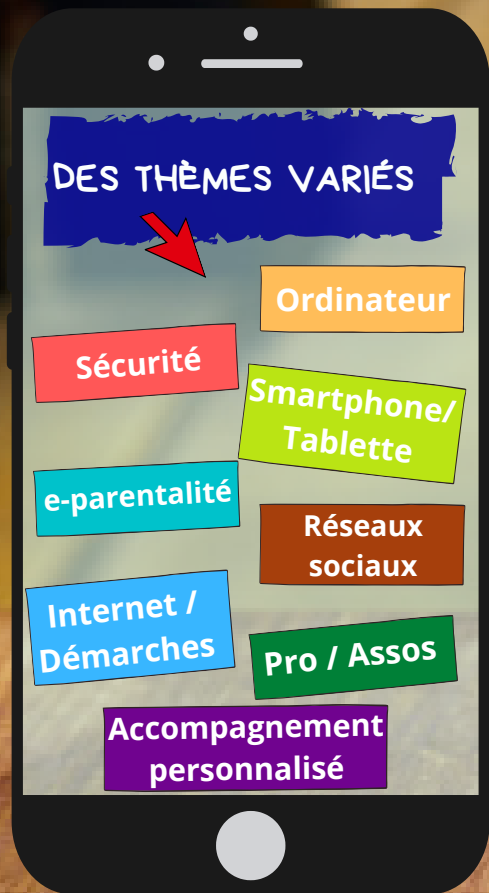 DES THÈMES VARIÉS
Ordinateur
Sécurité
Smartphone/
Tablette
e-parentalité
Réseaux
sociaux
Internet /
Démarches
Pro / Assos
Accompagnement
personnalisé